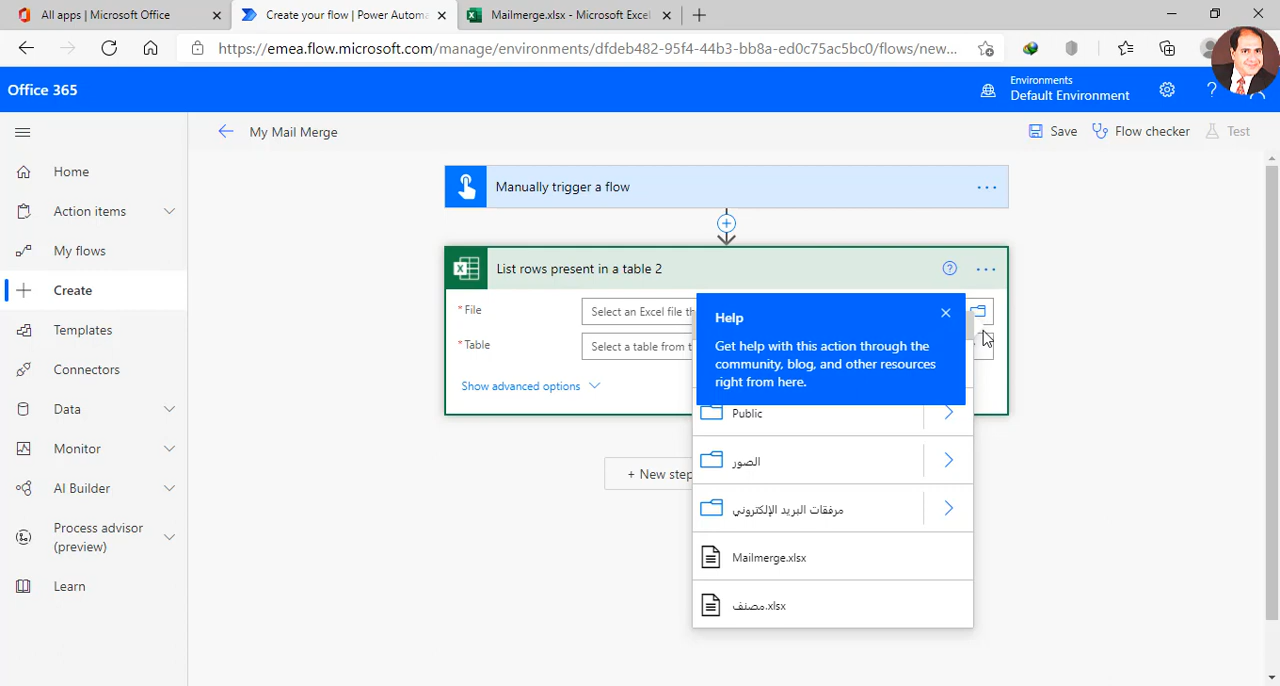 All apps | Microsoft Office
Create your flow | Power Automa
Mailmerge.xlsx - Microsoft Excel
https://emea.flow.microsoft.com/manage/environments/dfdeb482-95f4-44b3-bb8a-ed0c75ac5bc0/flows/new...
Office 365
Environments
Default Environment
?
My Mail Merge
Save
Flow checker
Test
Home
Action items
My flows
Create
Templates
Connectors
Data
Monitor
AI Builder
Process advisor
(preview)
Learn
Manually trigger a flow
List rows present in a table 2
* File
Select an Excel file th
* Table
Select a table from t
Show advanced options
+ New step
Help
Get help with this action through the
community, blog, and other resources
right from here.
Public
الصور
مرفقات البريد الإلكتروني
Mailmerge.xlsx
مصنف.xlsx